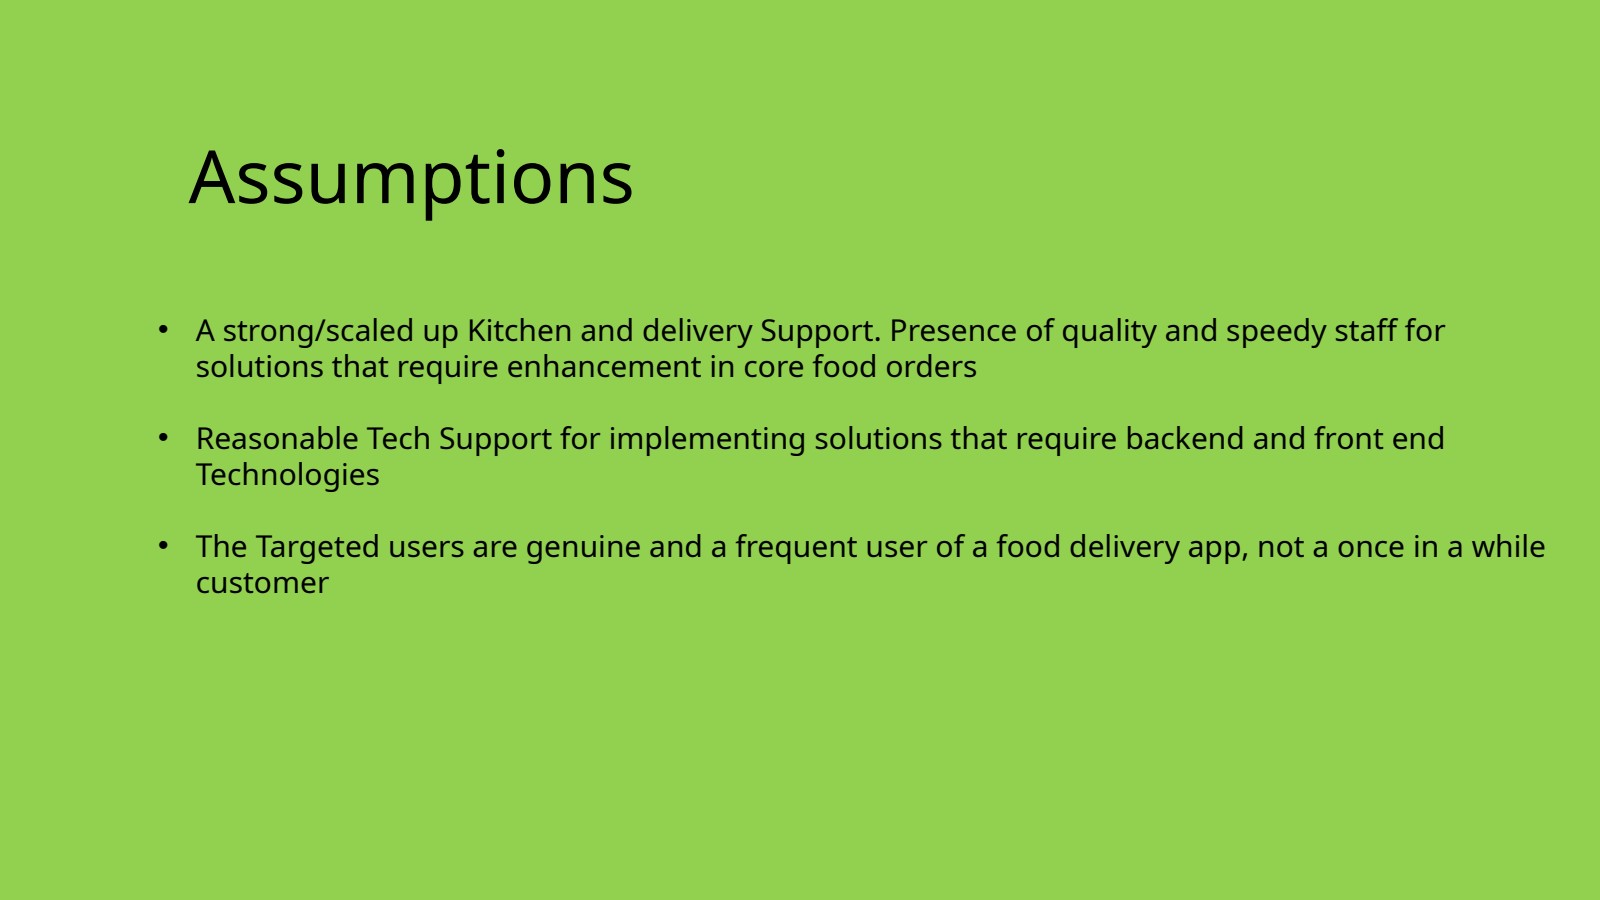 Assumptions
• A strong/scaled up Kitchen and delivery Support. Presence of quality and speedy staff for
solutions that require enhancement in core food orders
• Reasonable Tech Support for implementing solutions that require backend and front end
Technologies
• The Targeted users are genuine and a frequent user of a food delivery app, not a once in a while
customer